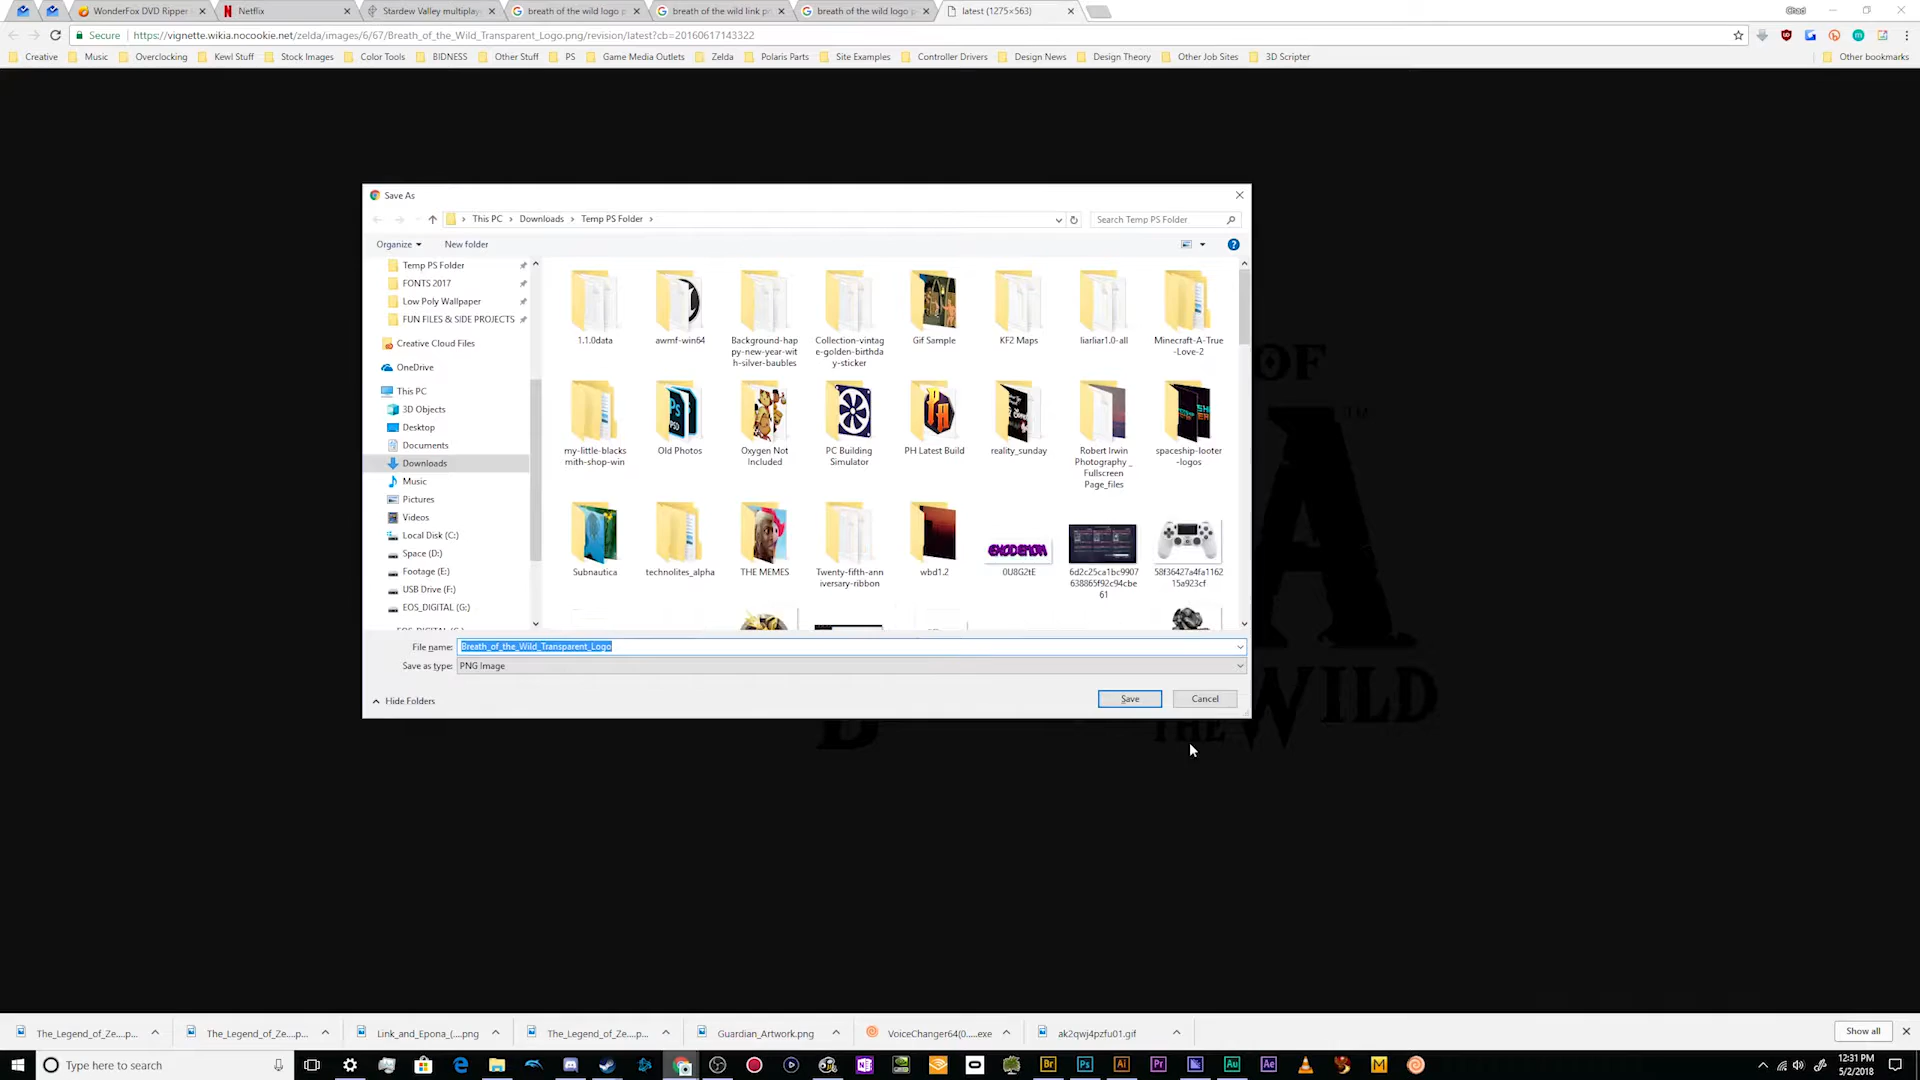 WonderFox DVD Ripper
Netflix
Stardew Valley multiplaye
breath of the wild logo p
breath of the wild link p
breath of the wild logo
latest (1275×563)
Chad
Secure
https://vignette.wikia.nocookie.net/zelda/images/6/67/Breath_of_the_Wild_Transparent_Logo.png/revision/latest?cb=20160617143322
Creative
Music
Overclocking
Kewl Stuff
Stock Images
Color Tools
BIDNESS
Other Stuff
PS
Game Media Outlets
Zelda
Polaris Parts
Site Examples
Controller Drivers
Design News
Design Theory
Other Job Sites
3D Scripter
Other bookmarks
Save As
This PC > Downloads > Temp PS Folder >
Search Temp PS Folder
Organize
New folder
Temp PS Folder
FONTS 2017
Low Poly Wallpaper
FUN FILES & SIDE PROJECTS
Creative Cloud Files
OneDrive
This PC
3D Objects
Desktop
Documents
Downloads
Music
Pictures
Videos
Local Disk (C:)
Space (D:)
Footage (E:)
USB Drive (F:)
EOS_DIGITAL (G:)
1.1.0data
awmf-win64
Background-hap
py-new-year-wit
h-silver-baubles
Collection-vintag
e-golden-birthda
y-sticker
Gif Sample
KF2 Maps
liarliar1.0-all
Minecraft-A-True
-Love-2
my-little-blacks
mith-shop-win
Old Photos
Oxygen Not
Included
PC Building
Simulator
PH Latest Build
reality_sunday
Robert Irwin
Photography _
Fullscreen
Page_files
spaceship-looter
-logos
Subnautica
technolites_alpha
THE MEMES
Twenty-fifth-ann
iversary-ribbon
wbd1.2
EXODEMON
0U8G2tE
6d2c25ca1bc9907
638865f92c94cbe
61
58f36427a4fa1162
15a923cf
File name:
Breath_of_the_Wild_Transparent_Logo
Save as type:
PNG Image
Hide Folders
Save
Cancel
OF
A
TM
THE WILD
The_Legend_of_Ze....p...
The_Legend_of_Ze....p...
Link_and_Epona_(....png
The_Legend_of_Ze....p...
Guardian_Artwork.png
VoiceChanger64(0....exe
ak2qwj4pzfu01.gif
Show all
Type here to search
Br
Ps
Ai
Pr
Au
Ae
12:31 PM
5/2/2018